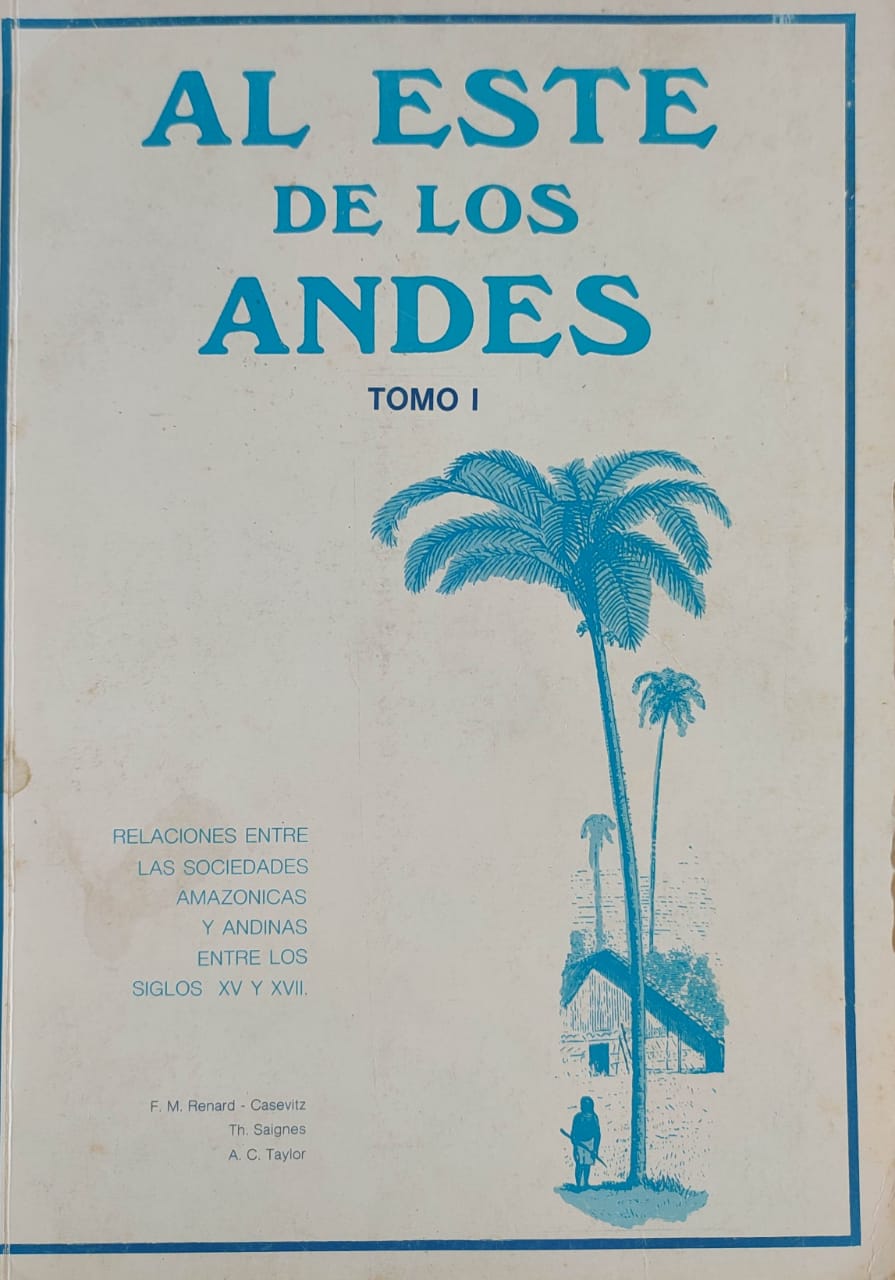 AL ESTE
DE LOS
ANDES
TOMO I
RELACIONES ENTRE
LAS SOCIEDADES
AMAZONICAS
Y ANDINAS
ENTRE LOS
SIGLOS XV Y XVII.
F. M. Renard - Casevitz
Th. Saignes
A. C. Taylor